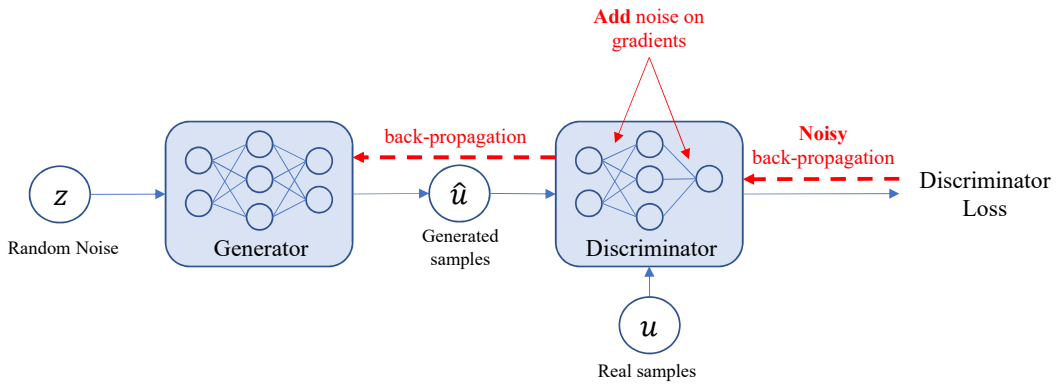 Add noise on
gradients
back-propagation
Noisy
back-propagation
z
û
Discriminator
Loss
Random Noise
Generator
Generated
samples
Discriminator
u
Real samples